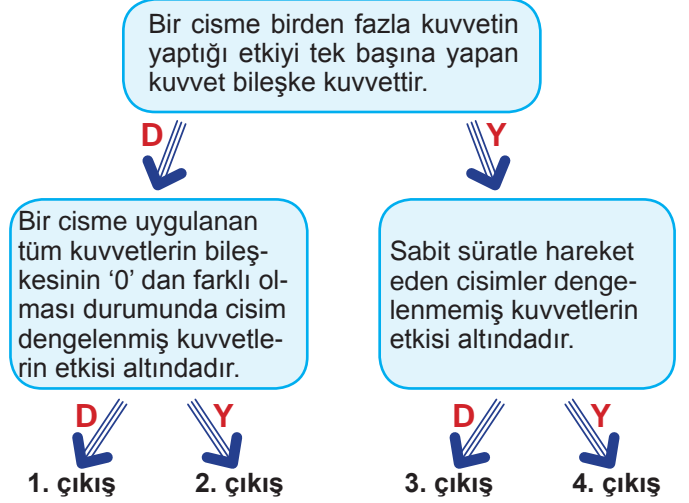 Bir cisme birden fazla kuvvetin
yaptığı etkiyi tek başına yapan
kuvvet bileşke kuvvettir.
D
Y
Bir cisme uygulanan
tüm kuvvetlerin bileş-
kesinin ‘0’ dan farklı ol-
ması durumunda cisim
dengelenmiş kuvvetle-
rin etkisi altındadır.
Sabit süratle hareket
eden cisimler denge-
lenmemiş kuvvetlerin
etkisi altındadır.
D
Y
D
Y
1. çıkış
2. çıkış
3. çıkış
4. çıkış